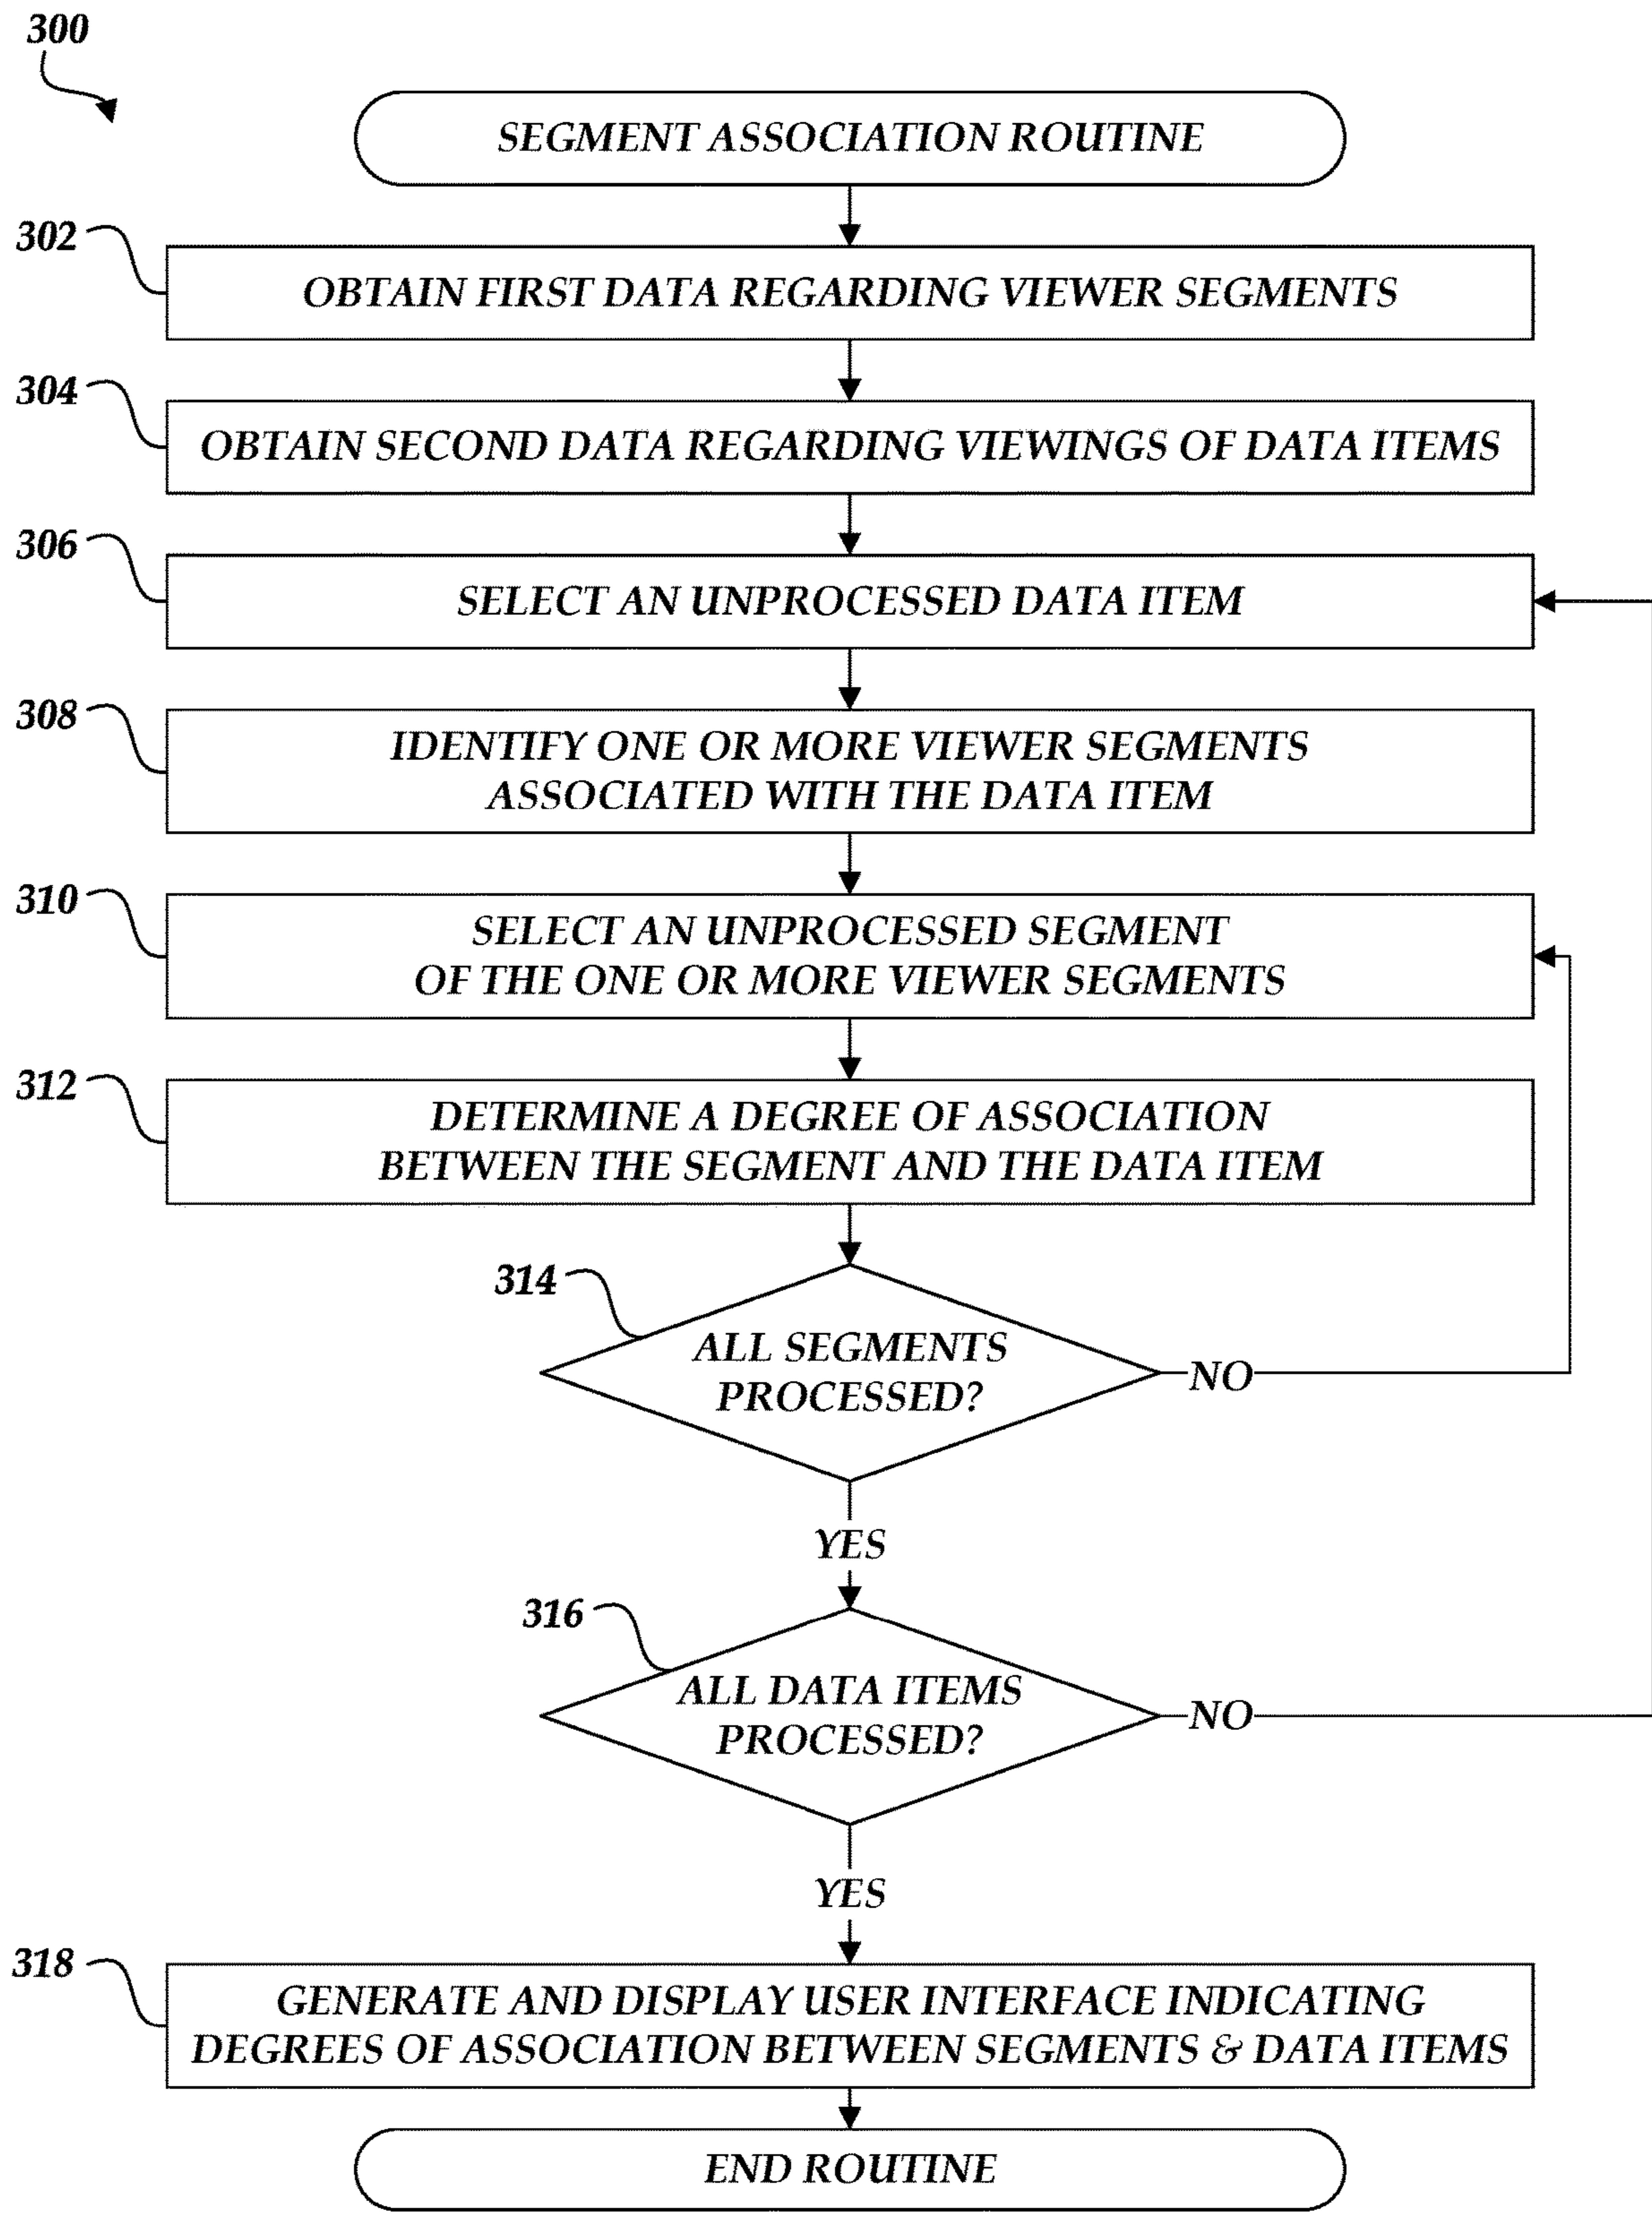 300
SEGMENT ASSOCIATION ROUTINE
302
OBTAIN FIRST DATA REGARDING VIEWER SEGMENTS
304
OBTAIN SECOND DATA REGARDING VIEWINGS OF DATA ITEMS
306
SELECT AN UNPROCESSED DATA ITEM
308
IDENTIFY ONE OR MORE VIEWER SEGMENTS
ASSOCIATED WITH THE DATA ITEM
310
SELECT AN UNPROCESSED SEGMENT
OF THE ONE OR MORE VIEWER SEGMENTS
312
DETERMINE A DEGREE OF ASSOCIATION
BETWEEN THE SEGMENT AND THE DATA ITEM
314
ALL SEGMENTS
PROCESSED?
NO
YES
316
ALL DATA ITEMS
PROCESSED?
NO
YES
318
GENERATE AND DISPLAY USER INTERFACE INDICATING
DEGREES OF ASSOCIATION BETWEEN SEGMENTS & DATA ITEMS
END ROUTINE